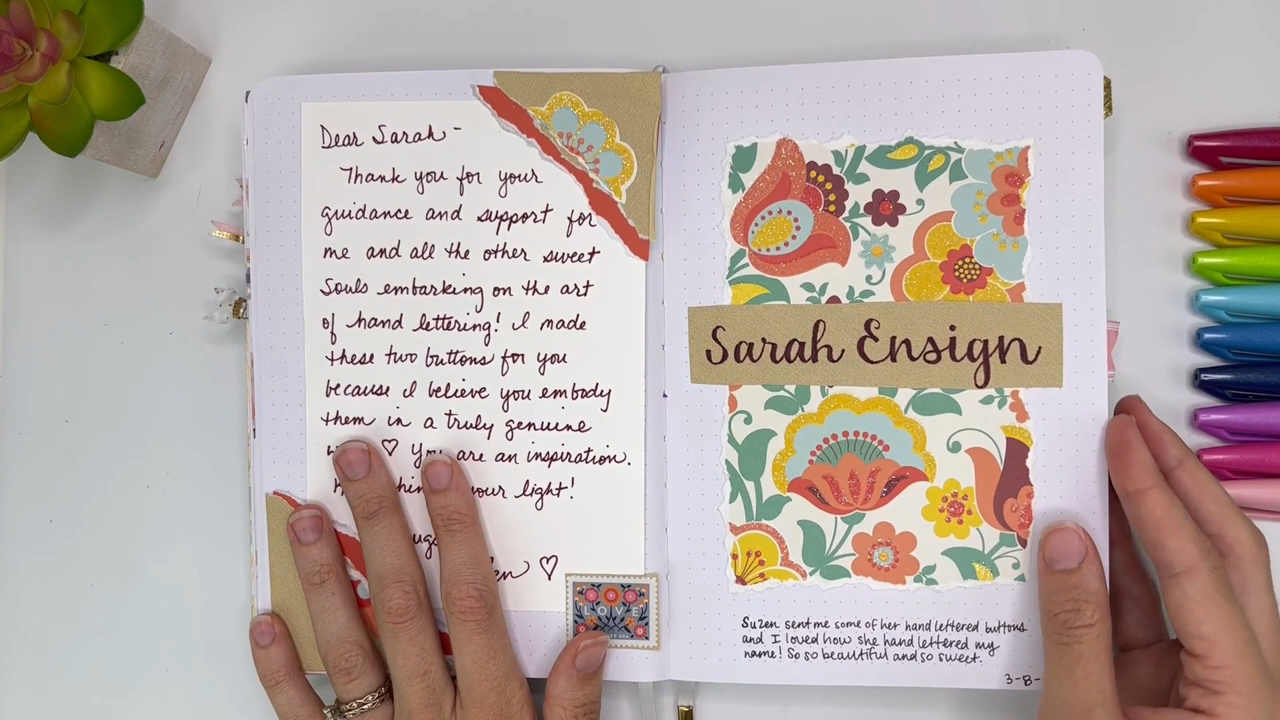 Dear Sarah-
Thank you for your
guidance and support for
me and all the other sweet
Souls embarking on the art
of hand lettering! I made
these two buttons for you
because I believe you embody
them in a truly genuine
♡ You are an inspiration.
your light!
♡
LOVE
USA
Sarah Ensign
Suzen sent me some of her hand lettered buttons
and I loved how she hand lettered my
name! So so beautiful and so sweet.
3-8-